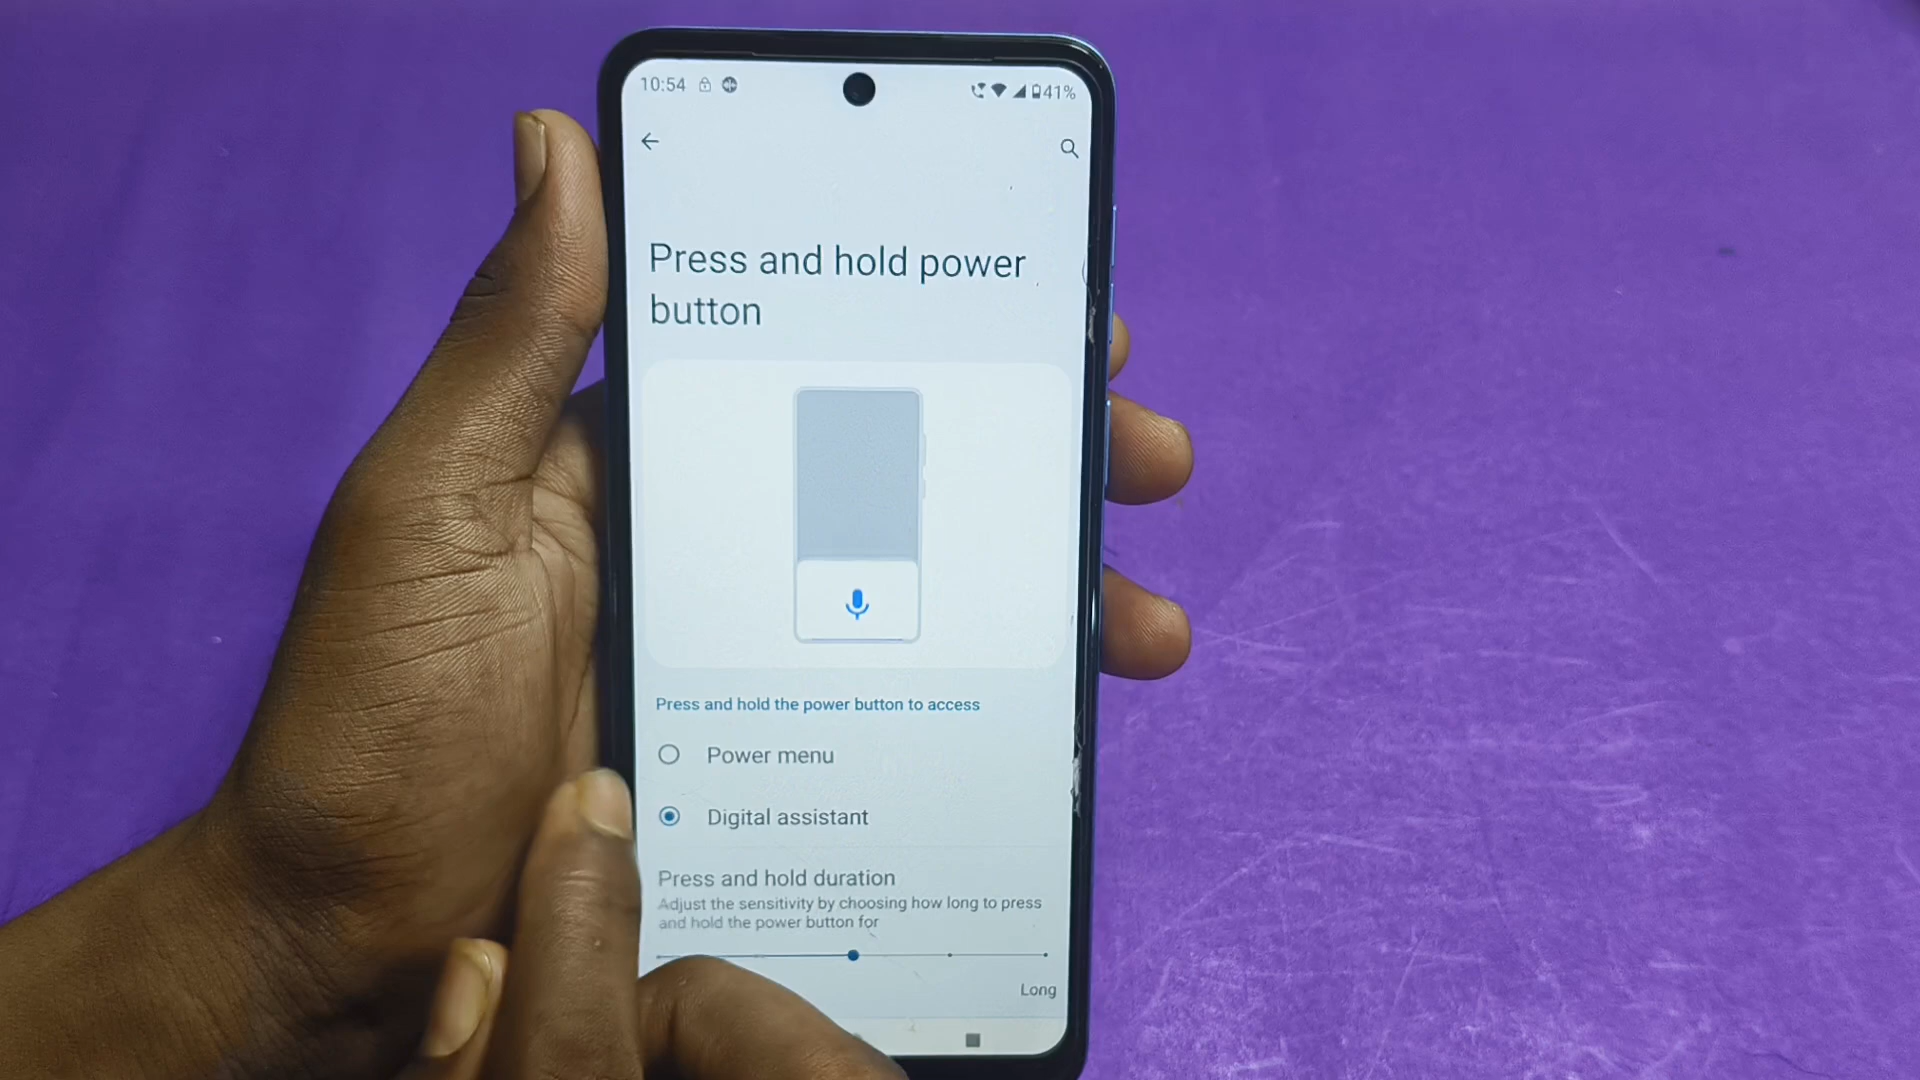 10:54
41%
Press and hold power
button
Press and hold the power button to access
Power menu
Digital assistant
Press and hold duration
Adjust the sensitivity by choosing how long to press
and hold the power button for
Long